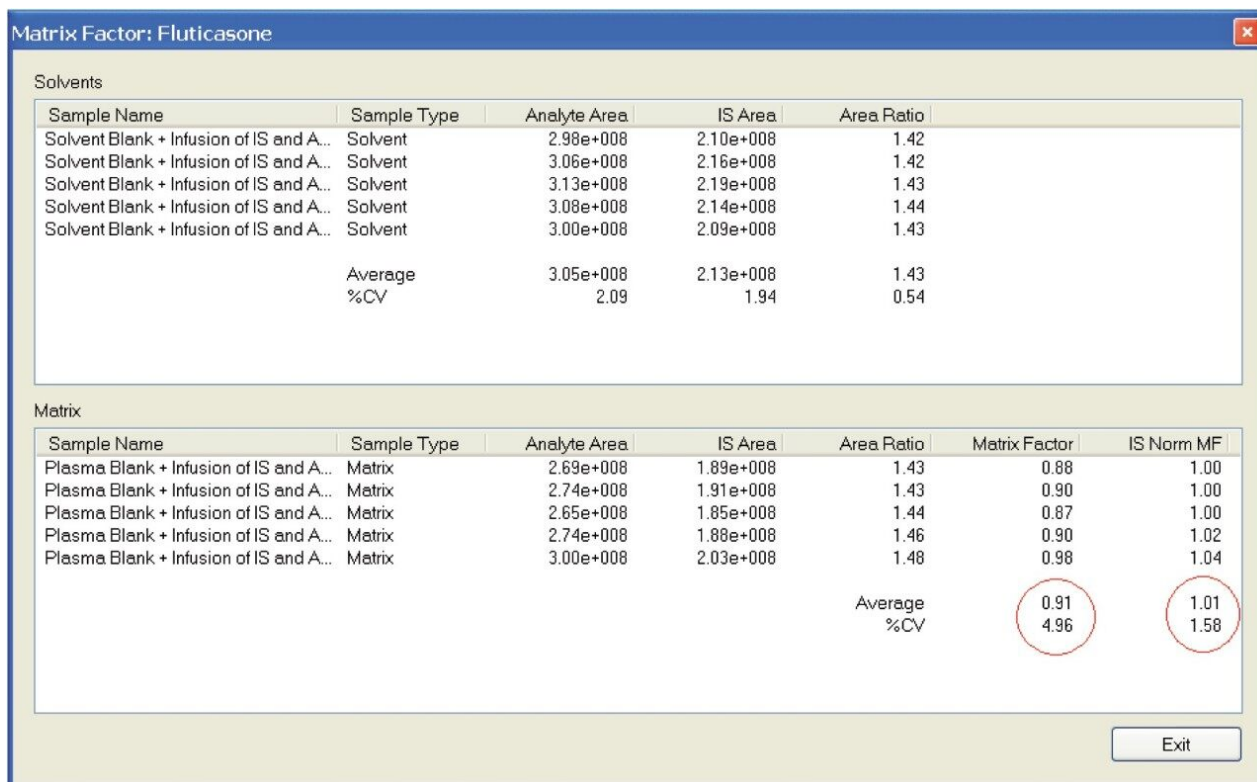 Matrix Factor: Fluticasone
Solvents
Sample Name Sample Type Analyte Area IS Area Area Ratio
Solvent Blank + Infusion of IS and A... Solvent 2.98e+008 2.10e+008 1.42
Solvent Blank + Infusion of IS and A... Solvent 3.06e+008 2.16e+008 1.42
Solvent Blank + Infusion of IS and A... Solvent 3.13e+008 2.19e+008 1.43
Solvent Blank + Infusion of IS and A... Solvent 3.08e+008 2.14e+008 1.44
Solvent Blank + Infusion of IS and A... Solvent 3.00e+008 2.09e+008 1.43
Average 3.05e+008 2.13e+008 1.43
%CV 2.09 1.94 0.54
Matrix
Sample Name Sample Type Analyte Area IS Area Area Ratio Matrix Factor IS Norm MF
Plasma Blank + Infusion of IS and A... Matrix 2.69e+008 1.89e+008 1.43 0.88 1.00
Plasma Blank + Infusion of IS and A... Matrix 2.74e+008 1.91e+008 1.43 0.90 1.00
Plasma Blank + Infusion of IS and A... Matrix 2.65e+008 1.85e+008 1.44 0.87 1.00
Plasma Blank + Infusion of IS and A... Matrix 2.74e+008 1.88e+008 1.46 0.90 1.02
Plasma Blank + Infusion of IS and A... Matrix 3.00e+008 2.03e+008 1.48 0.98 1.04
Average 0.91 1.01
%CV 4.96 1.58
Exit